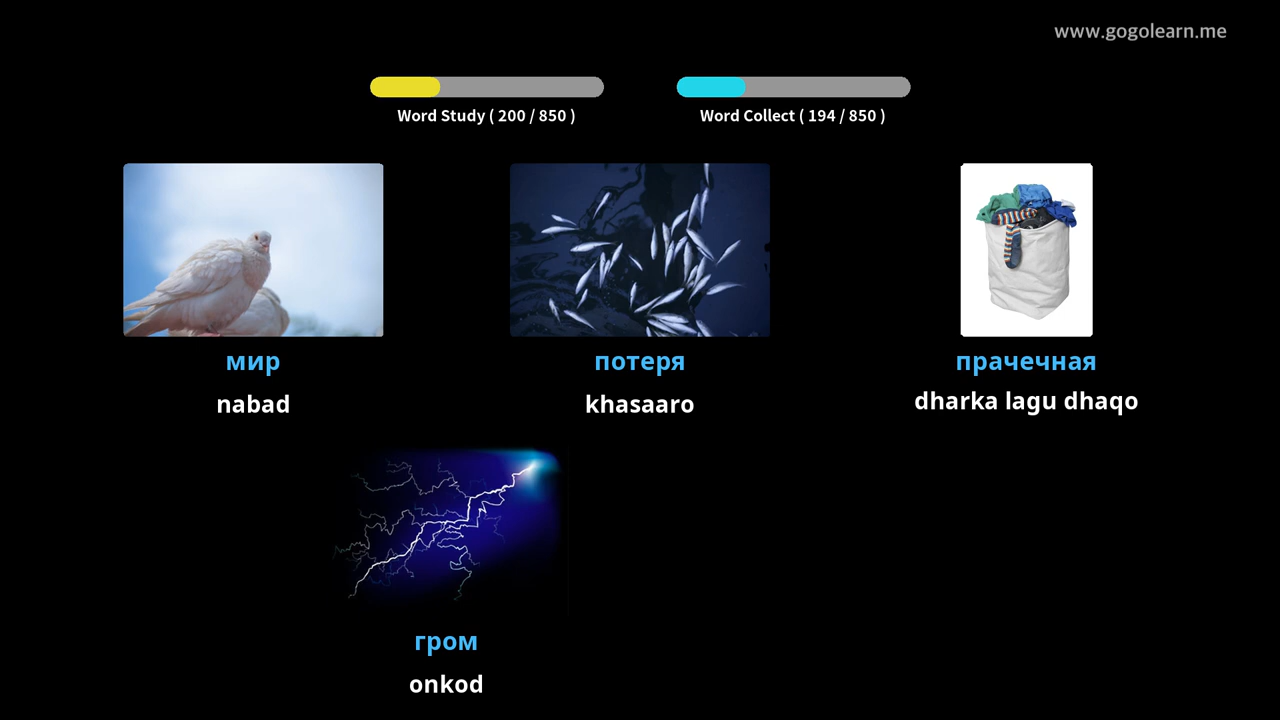 www.gogolearn.me
Word Study ( 200 / 850 )
Word Collect ( 194 / 850 )
мир
nabad
потеря
khasaaro
прачечная
dharka lagu dhaqo
гром
onkod